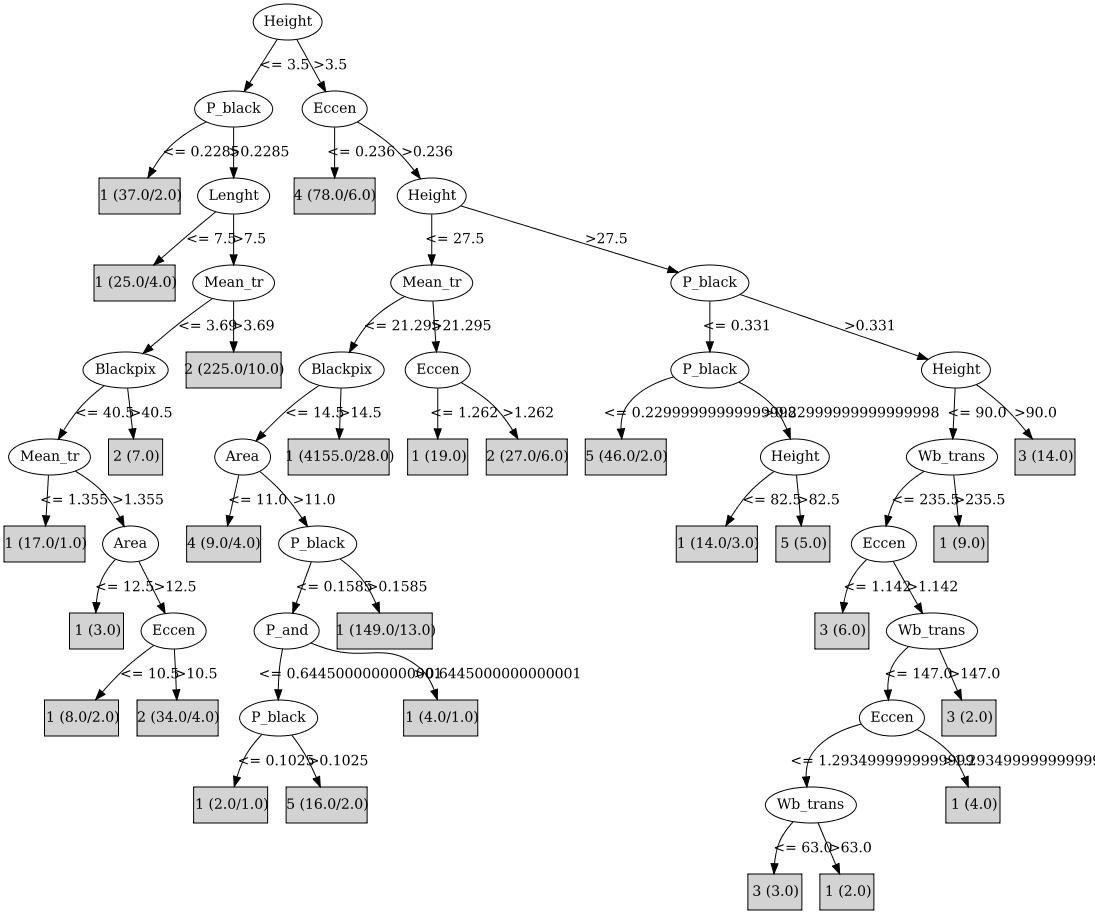 Height
<= 3.5 >3.5
P_black Eccen
<= 0.2285 >0.2285 <= 0.236 >0.236
1 (37.0/2.0) Lenght 4 (78.0/6.0) Height
<= 7.5 >7.5 <= 27.5 >27.5
1 (25.0/4.0) Mean_tr Mean_tr P_black
<= 3.69 >3.69 <= 21.295 >21.295 <= 0.331 >0.331
Blackpix 2 (225.0/10.0) Blackpix Eccen P_black Height
<= 40.5 >40.5 <= 14.5 >14.5 <= 1.262 >1.262 <= 0.22999999999999998 >0.22999999999999998 <= 90.0 >90.0
Mean_tr 2 (7.0) Area 1 (4155.0/28.0) 1 (19.0) 2 (27.0/6.0) 5 (46.0/2.0) Height Wb_trans 3 (14.0)
<= 1.355 >1.355 <= 11.0 >11.0 <= 82.5 >82.5 <= 235.5 >235.5
1 (17.0/1.0) Area 4 (9.0/4.0) P_black 1 (14.0/3.0) 5 (5.0) Eccen 1 (9.0)
<= 12.5 >12.5 <= 0.1585 >0.1585 <= 1.142 >1.142
1 (3.0) Eccen P_and 1 (149.0/13.0) 3 (6.0) Wb_trans
<= 10.5 >10.5 <= 0.6445000000000001 >0.6445000000000001 <= 147.0 >147.0
1 (8.0/2.0) 2 (34.0/4.0) P_black 1 (4.0/1.0) Eccen 3 (2.0)
<= 0.1025 >0.1025 <= 1.2934999999999999
1 (2.0/1.0) 5 (16.0/2.0) Wb_trans 1 (4.0)
<= 63.0 >63.0
3 (3.0) 1 (2.0)